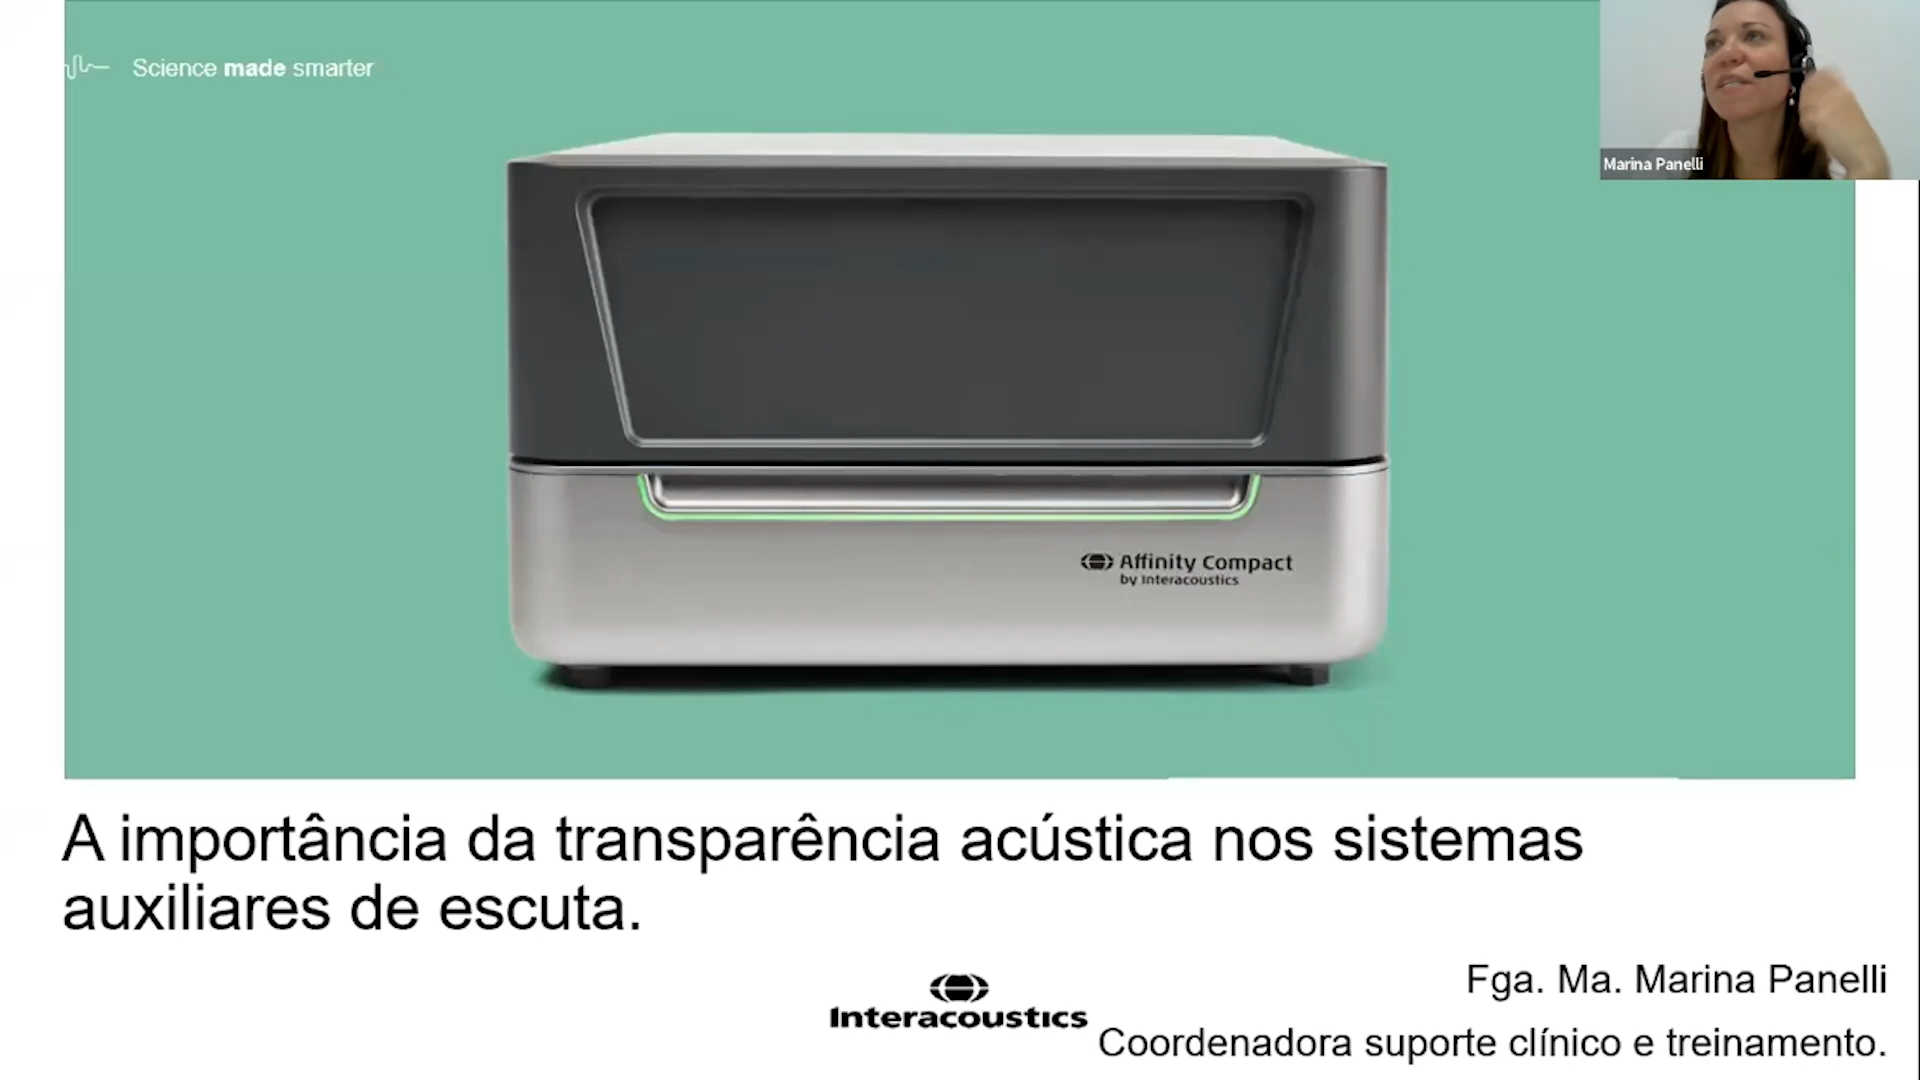 Science made smarter
Marina Panelli
Affinity Compact
by Interacoustics
A importância da transparência acústica nos sistemas
auxiliares de escuta.
Interacoustics
Fga. Ma. Marina Panelli
Coordenadora suporte clínico e treinamento.